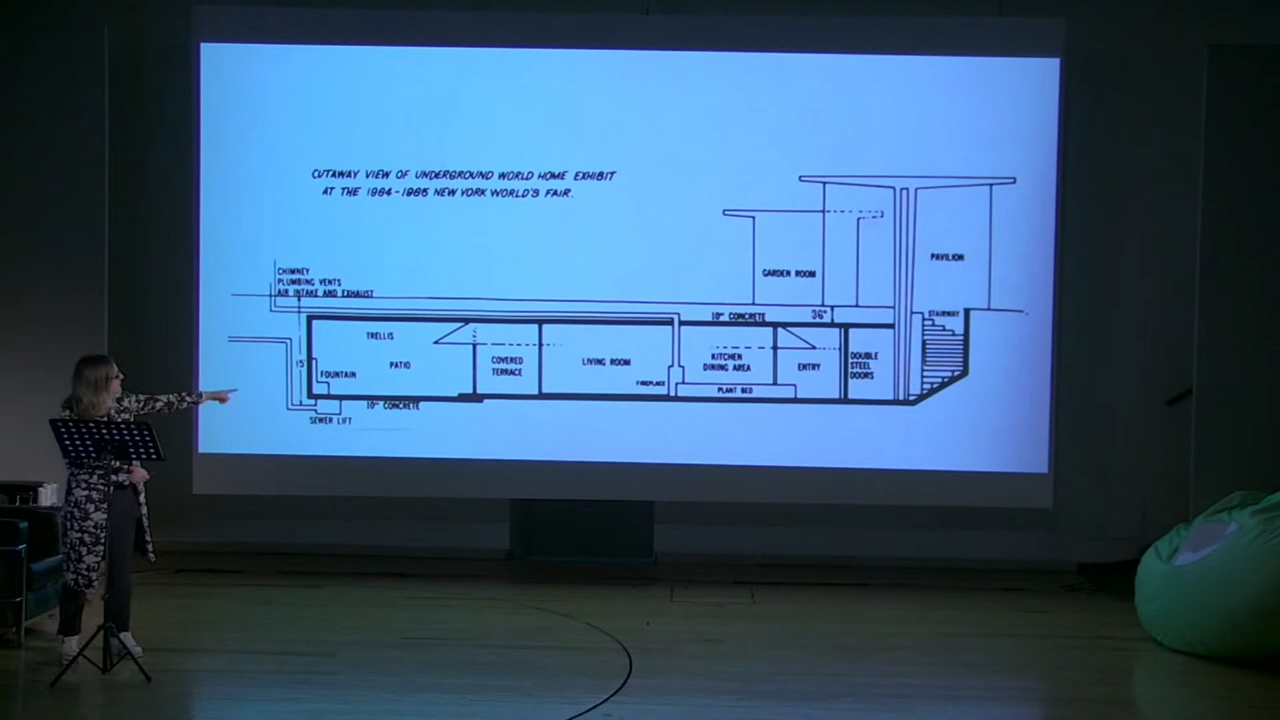 CUTAWAY VIEW OF UNDERGROUND WORLD HOME EXHIBIT
AT THE 1964-1965 NEW YORK WORLD'S FAIR.
CHIMNEY
PLUMBING VENTS
AIR INTAKE AND EXHAUST
TRELLIS
PATIO
15'
FOUNTAIN
SEWER LIFT
10" CONCRETE
COVERED
TERRACE
LIVING ROOM
FIREPLACE
10" CONCRETE
36"
KITCHEN
DINING AREA
PLANT BED
ENTRY
DOUBLE
STEEL
DOORS
GARDEN ROOM
PAVILION
STAIRWAY